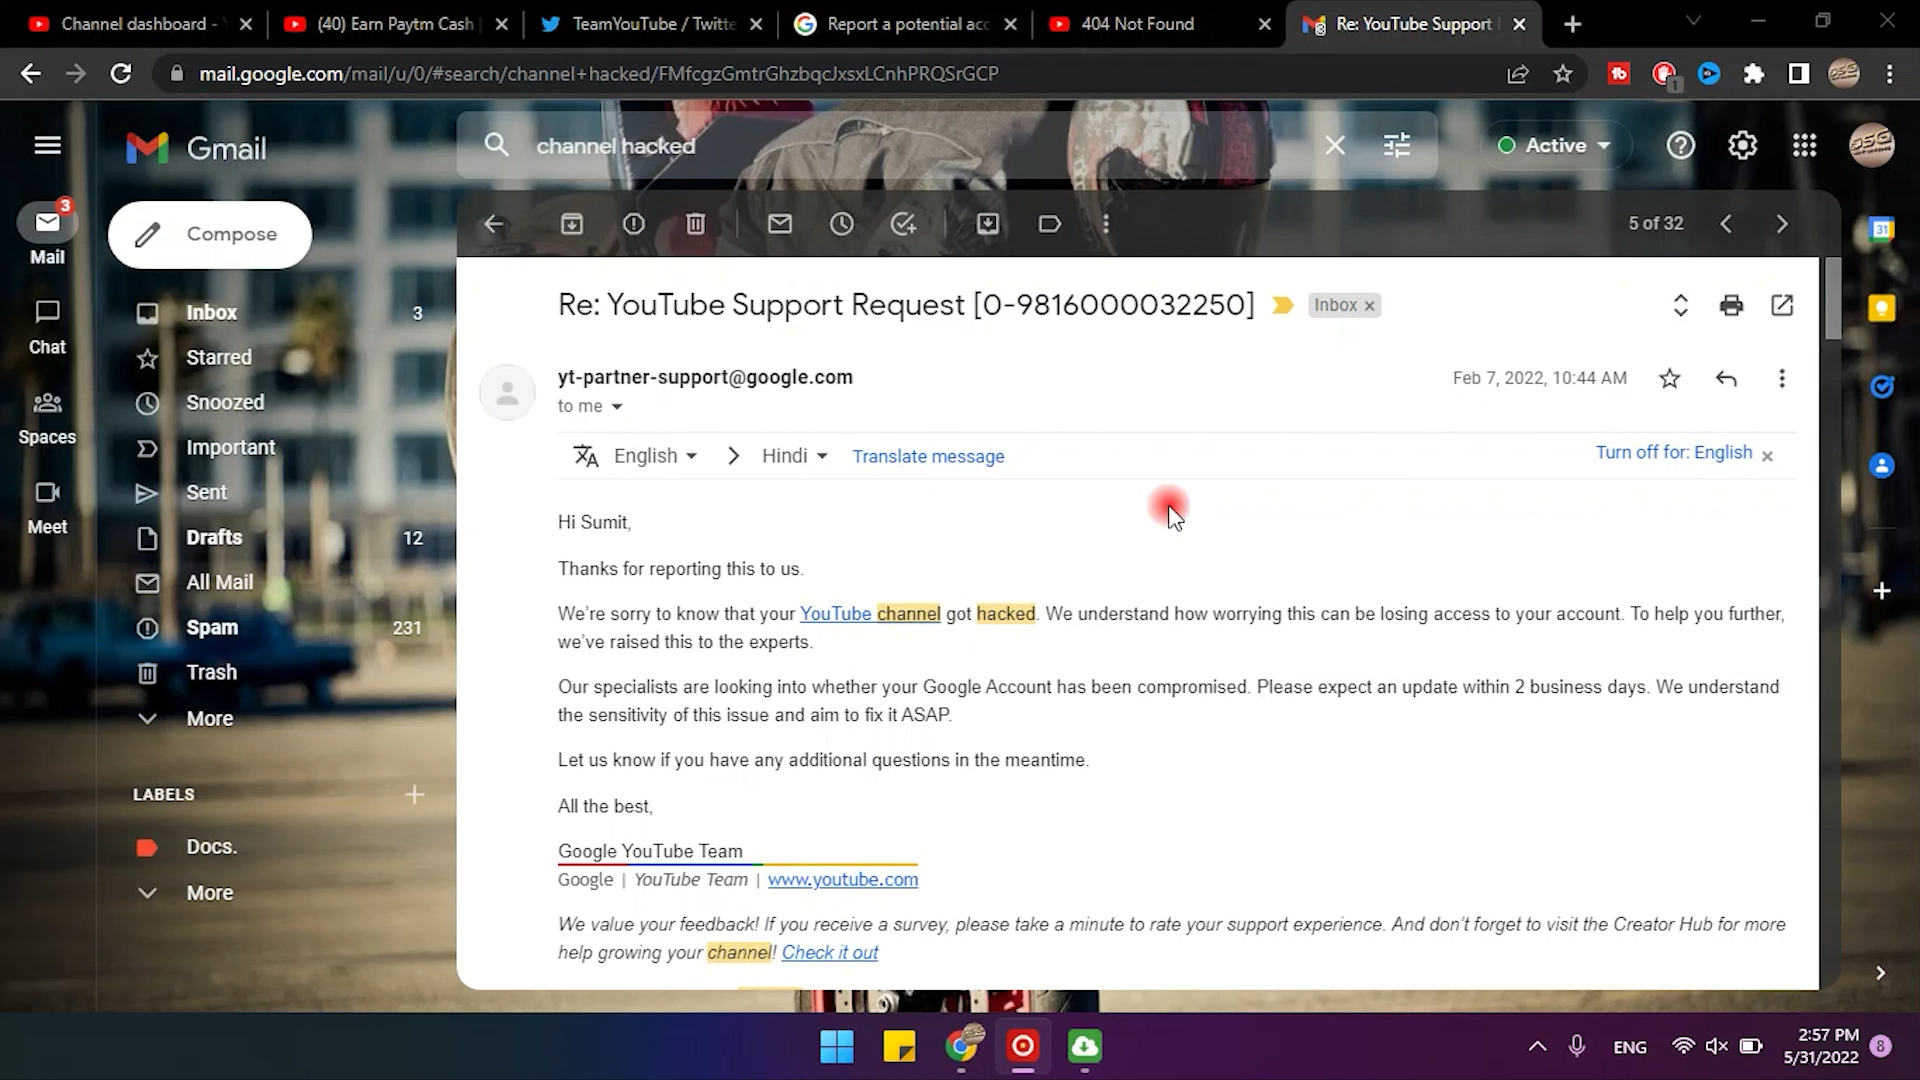 Channel dashboard -
(40) Earn Paytm Cash
TeamYouTube / Twitte
Report a potential acc
404 Not Found
Re: YouTube Support
mail.google.com/mail/u/0/#search/channel+hacked/FMfcgzGmtrGhzbqcJxsxLCnhPRQSrGCP
1
Gmail
channel hacked
Active
3
Mail
Compose
5 of 32
31
Chat
Spaces
Meet
Inbox 3
Starred
Snoozed
Important
Sent
Drafts 12
All Mail
Spam 231
Trash
More
LABELS
Docs.
More
Re: YouTube Support Request [0-9816000032250] Inbox
yt-partner-support@google.com Feb 7, 2022, 10:44 AM
to me
English > Hindi Translate message Turn off for: English
Hi Sumit,
Thanks for reporting this to us.
We're sorry to know that your YouTube channel got hacked. We understand how worrying this can be losing access to your account. To help you further,
we've raised this to the experts.
Our specialists are looking into whether your Google Account has been compromised. Please expect an update within 2 business days. We understand
the sensitivity of this issue and aim to fix it ASAP.
Let us know if you have any additional questions in the meantime.
All the best,
Google YouTube Team
Google | YouTube Team | www.youtube.com
We value your feedback! If you receive a survey, please take a minute to rate your support experience. And don't forget to visit the Creator Hub for more
help growing your channel! Check it out
ENG
2:57 PM
5/31/2022
8